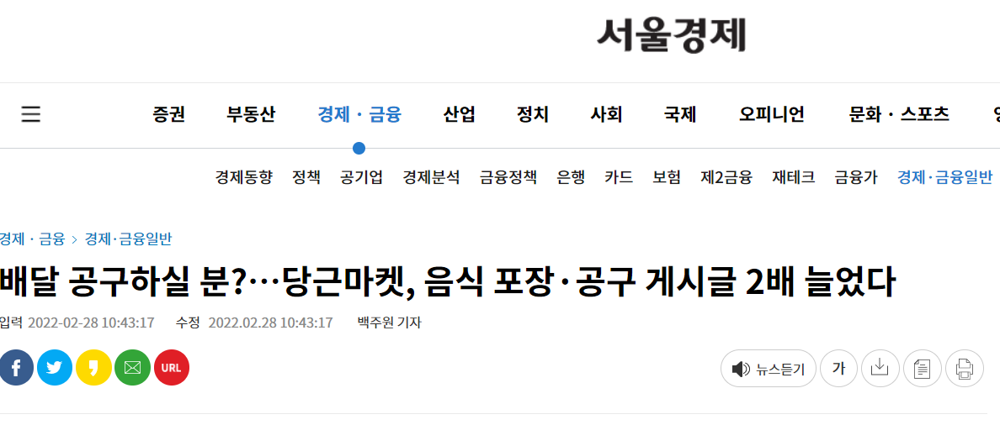 서울경제
증권 부동산 경제 · 금융 산업 정치 사회 국제 오피니언 문화 · 스포츠
경제동향 정책 공기업 경제분석 금융정책 은행 카드 보험 제2금융 재테크 금융가 경제·금융일반
경제 · 금융 > 경제·금융일반
배달 공구하실 분?…당근마켓, 음식 포장·공구 게시글 2배 늘었다
입력 2022-02-28 10:43:17 수정 2022.02.28 10:43:17 백주원 기자
URL 뉴스듣기 가